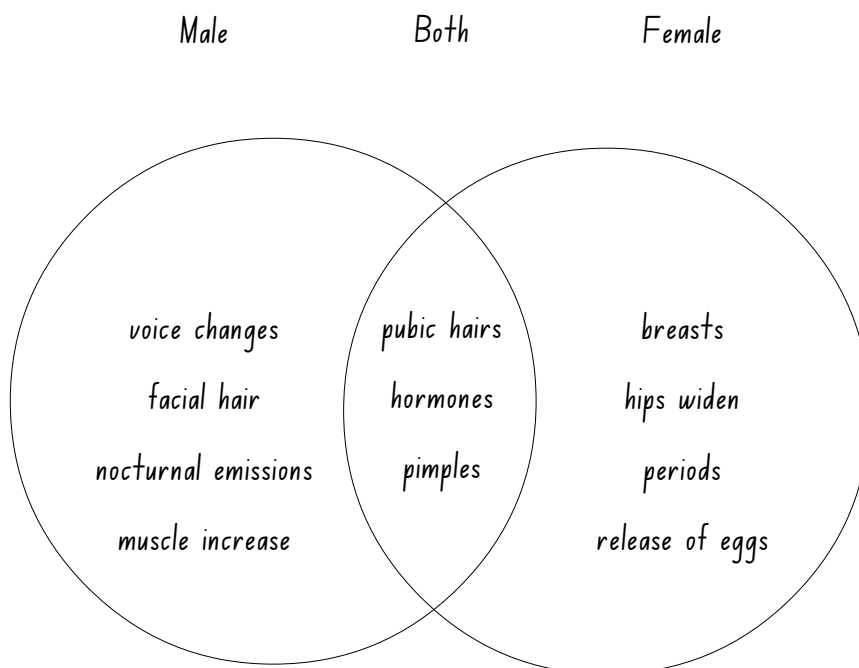 Male Both Female
voice changes pubic hairs breasts
facial hair hormones hips widen
nocturnal emissions pimples periods
muscle increase release of eggs